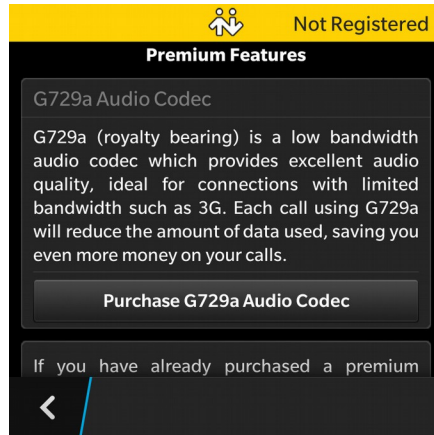 Not Registered
Premium Features
G729a Audio Codec
G729a (royalty bearing) is a low bandwidth
audio codec which provides excellent audio
quality, ideal for connections with limited
bandwidth such as 3G. Each call using G729a
will reduce the amount of data used, saving you
even more money on your calls.
Purchase G729a Audio Codec
If you have already purchased a premium